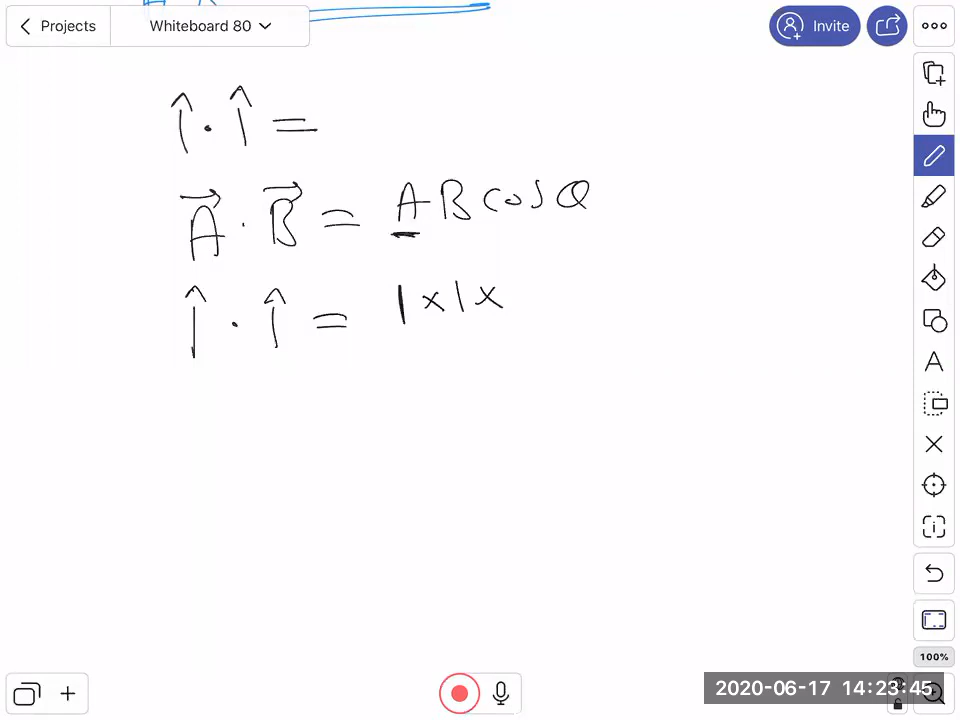 Projects
Whiteboard 80
Invite
î · î =
A⃗ · B⃗ = AB cos θ
î · î = 1 x 1 x
A
100%
2020-06-17 14:23:45